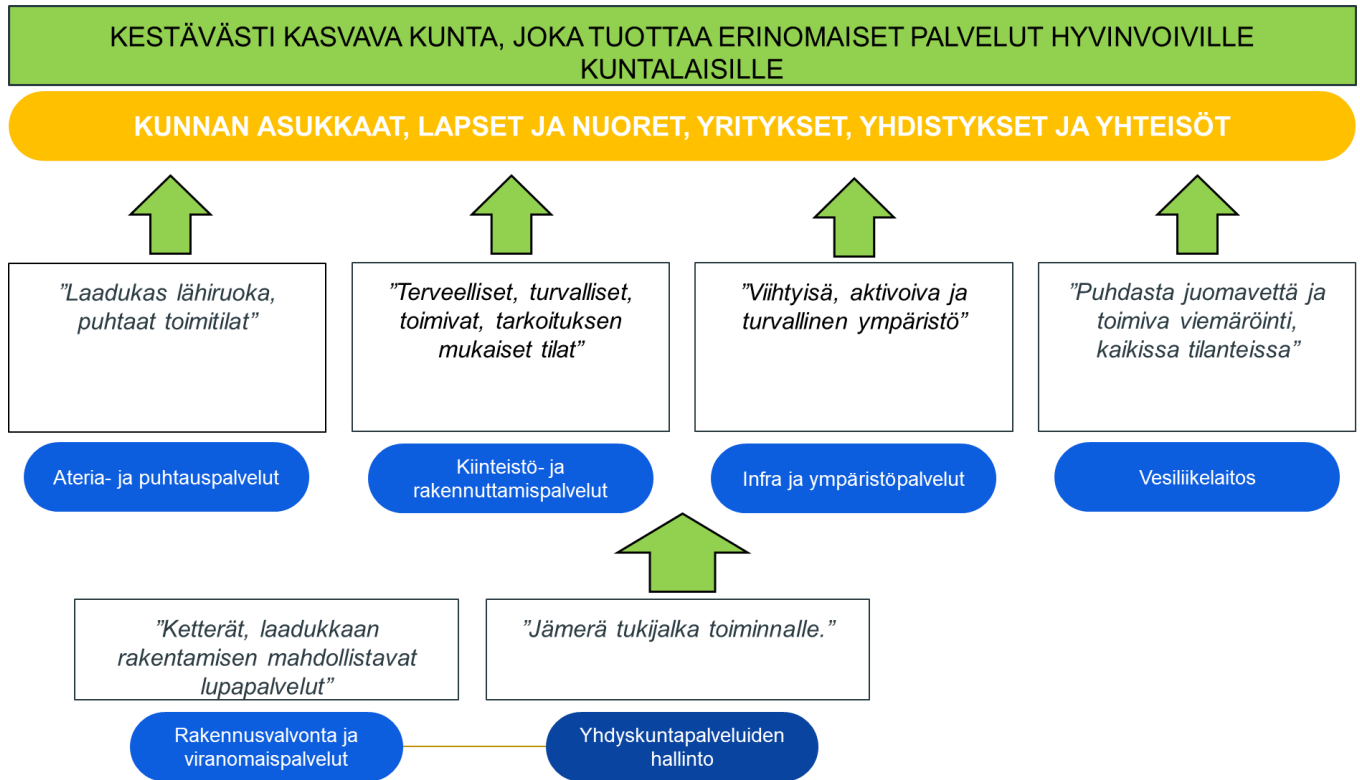 KESTÄVÄSTI KASVAVA KUNTA, JOKA TUOTTAA ERINOMAISET PALVELUT HYVINVOIVILLE
KUNTALAISILLE
KUNNAN ASUKKAAT, LAPSET JA NUORET, YRITYKSET, YHDISTYKSET JA YHTEISÖT
”Laadukas lähiruoka,
puhtaat toimitilat”
”Terveelliset, turvalliset,
toimivat, tarkoituksen
mukaiset tilat”
”Viihtyisä, aktivoiva ja
turvallinen ympäristö”
”Puhdasta juomavettä ja
toimiva viemäröinti,
kaikissa tilanteissa”
Ateria- ja puhtauspalvelut
Kiinteistö- ja
rakennuttamispalvelut
Infra ja ympäristöpalvelut
Vesiliikelaitos
”Ketterät, laadukkaan
rakentamisen mahdollistavat
lupapalvelut”
”Jämerä tukijalka toiminnalle.”
Rakennusvalvonta ja
viranomaispalvelut
Yhdyskuntapalveluiden
hallinto